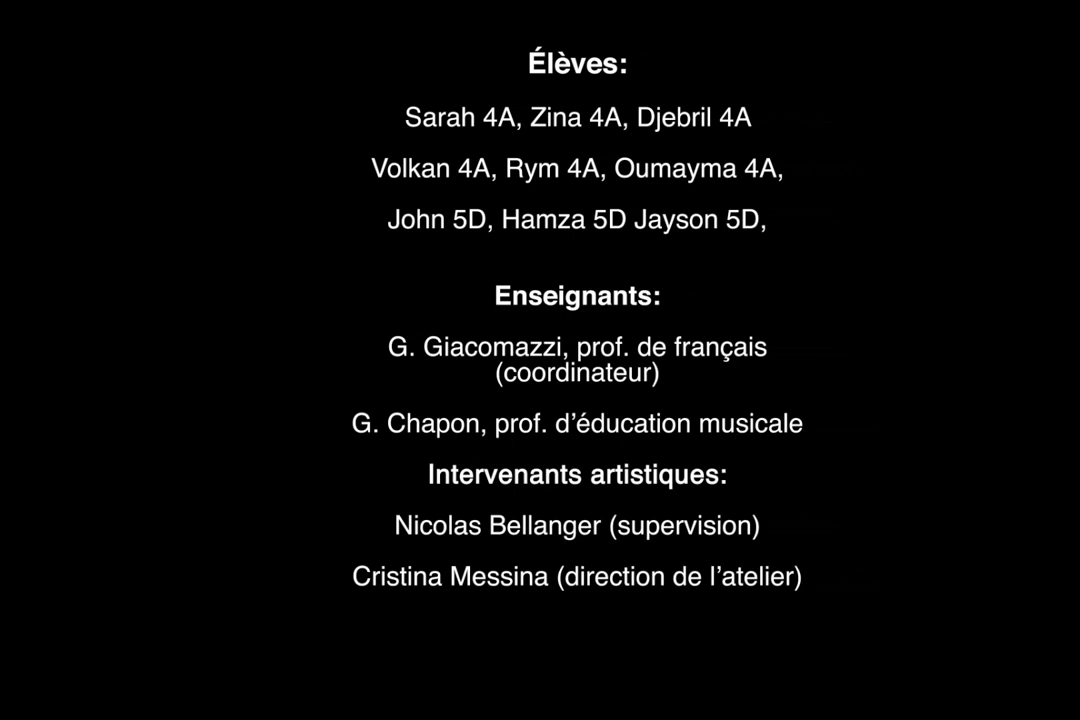 Élèves:
Sarah 4A, Zina 4A, Djebril 4A
Volkan 4A, Rym 4A, Oumayma 4A,
John 5D, Hamza 5D Jayson 5D,
Enseignants:
G. Giacomazzi, prof. de français
(coordinateur)
G. Chapon, prof. d’éducation musicale
Intervenants artistiques:
Nicolas Bellanger (supervision)
Cristina Messina (direction de l’atelier)